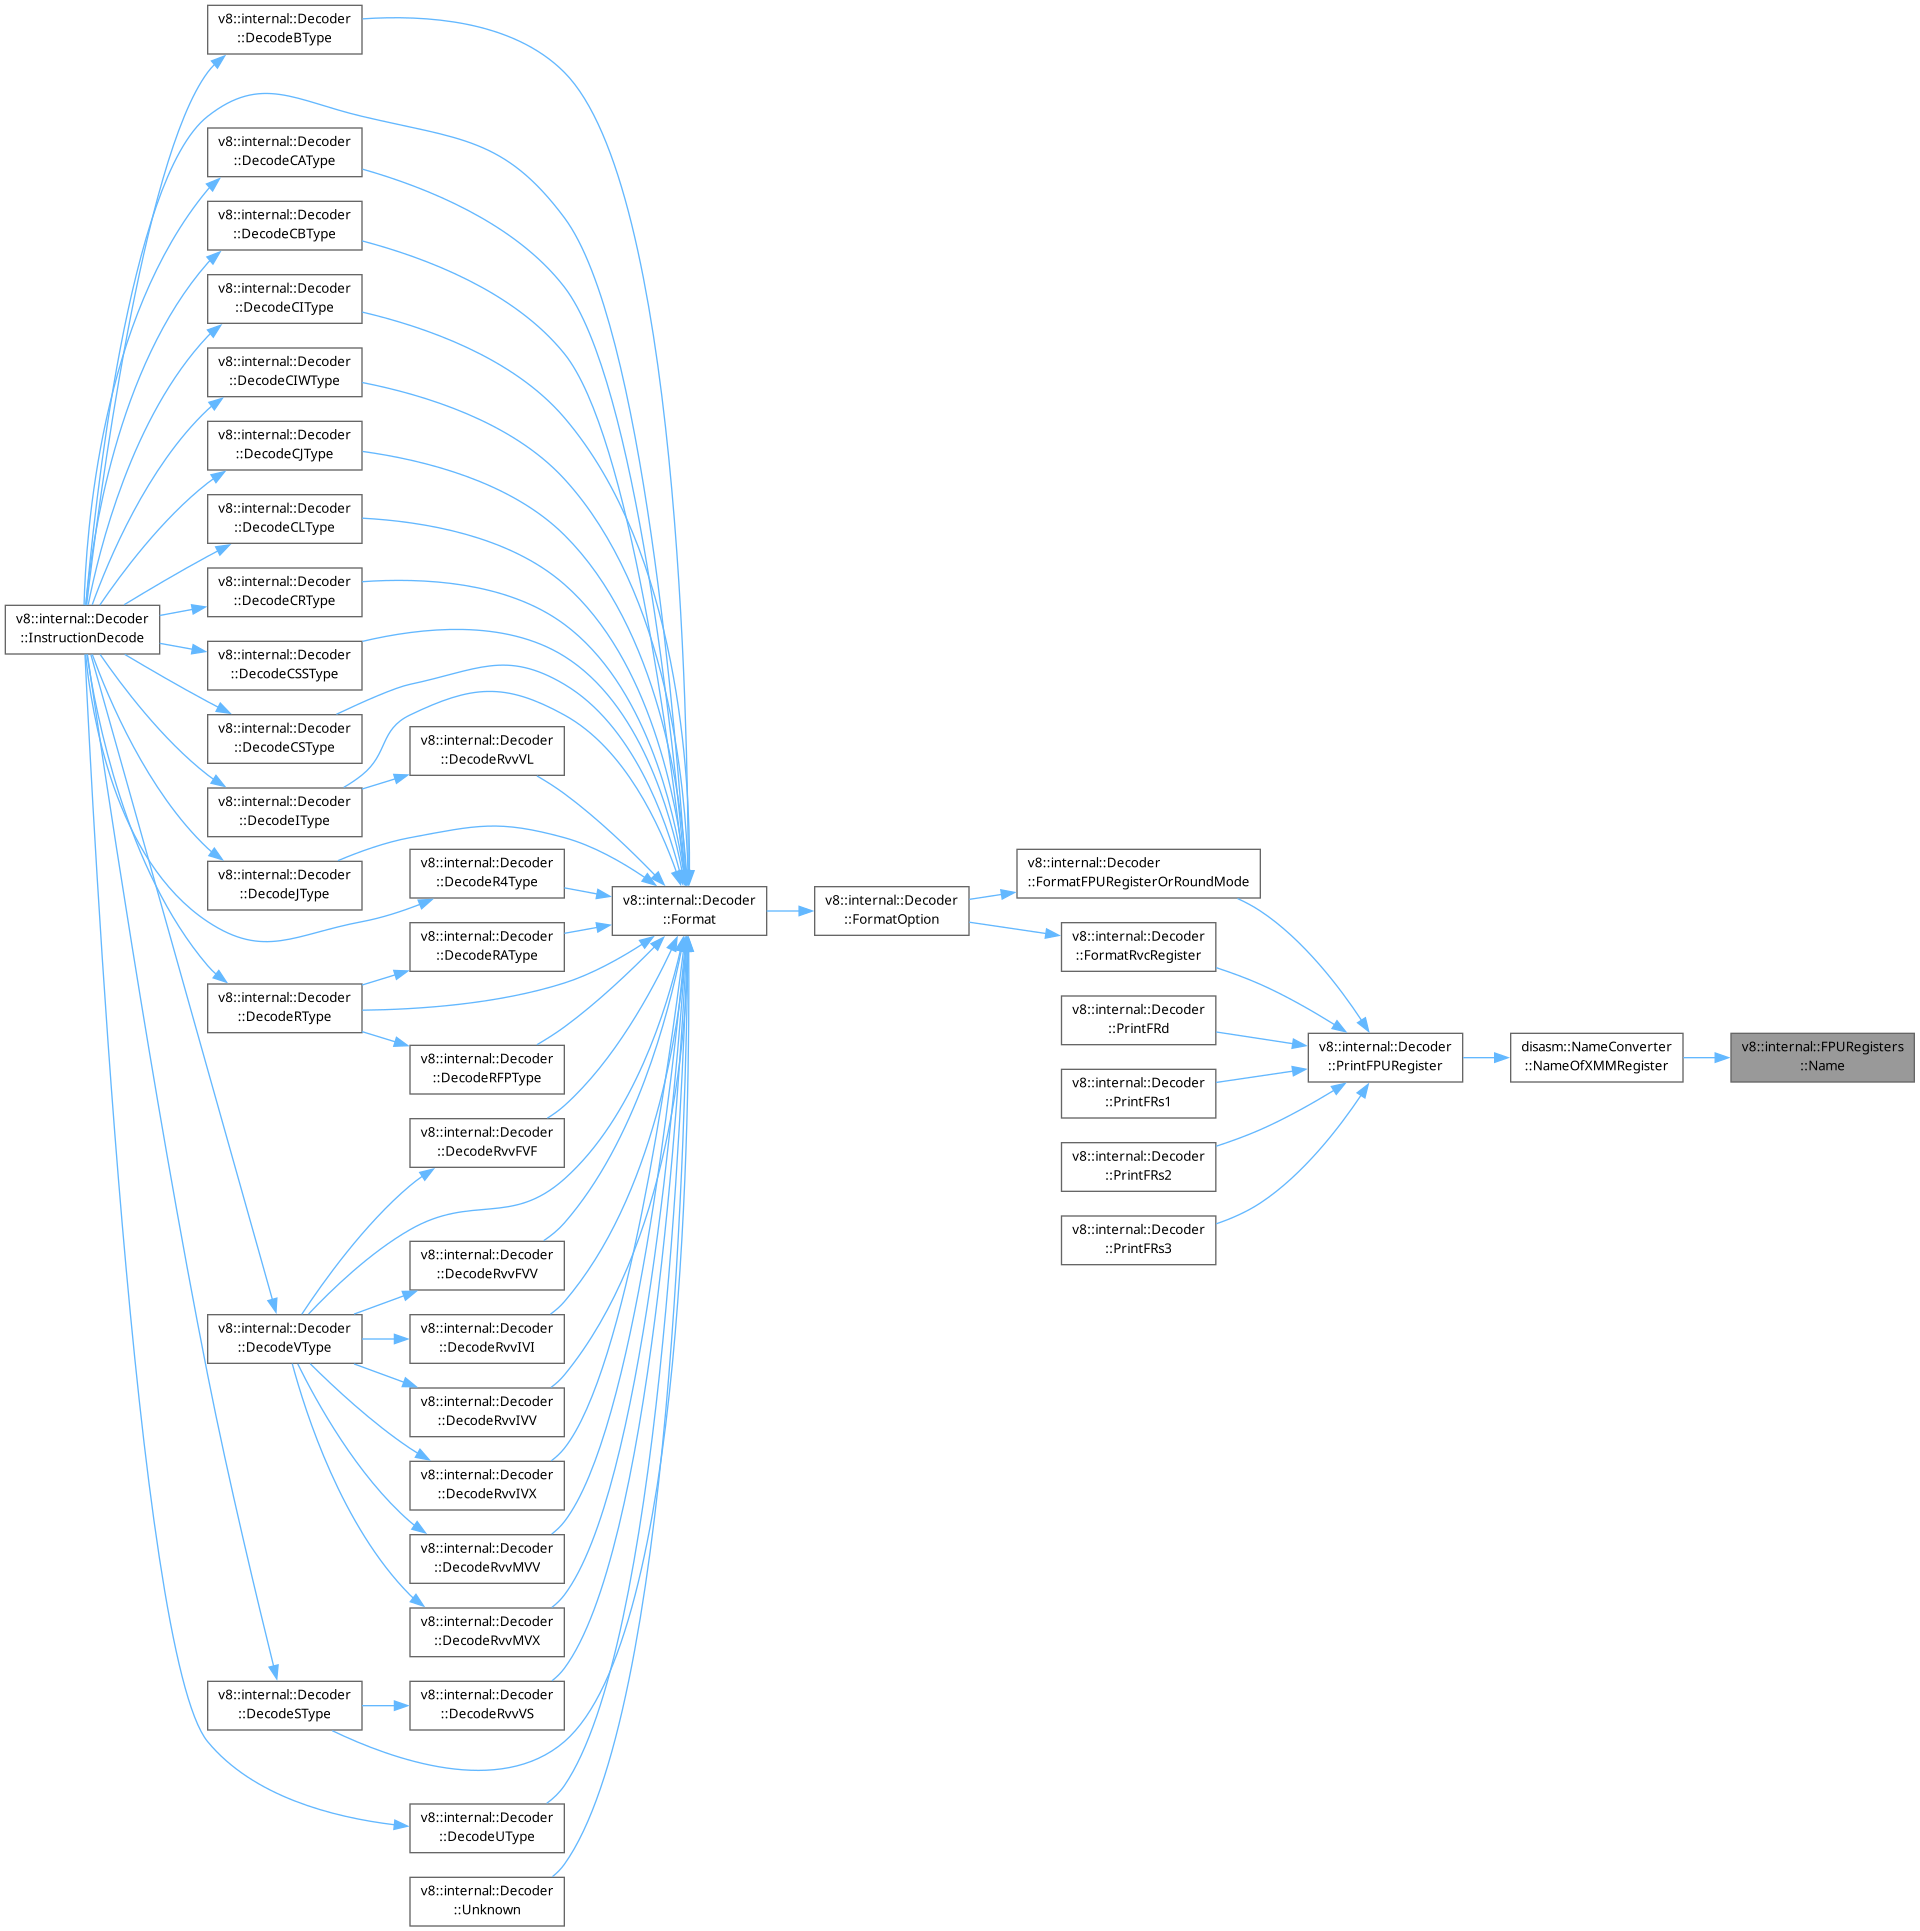 v8::internal::Decoder
::DecodeBType
v8::internal::Decoder
::DecodeCAType
v8::internal::Decoder
::DecodeCBType
v8::internal::Decoder
::DecodeCIType
v8::internal::Decoder
::DecodeCIWType
v8::internal::Decoder
::DecodeCJType
v8::internal::Decoder
::DecodeCLType
v8::internal::Decoder
::DecodeCRType
v8::internal::Decoder
::InstructionDecode
v8::internal::Decoder
::DecodeCSSType
v8::internal::Decoder
::DecodeCSType
v8::internal::Decoder
::DecodeRvvVL
v8::internal::Decoder
::DecodeIType
v8::internal::Decoder
::DecodeJType
v8::internal::Decoder
::DecodeR4Type
v8::internal::Decoder
::Format
v8::internal::Decoder
::FormatOption
v8::internal::Decoder
::FormatFPURegisterOrRoundMode
v8::internal::Decoder
::DecodeRAType
v8::internal::Decoder
::FormatRvcRegister
v8::internal::Decoder
::DecodeRType
v8::internal::Decoder
::PrintFRd
v8::internal::Decoder
::DecodeRFPType
v8::internal::Decoder
::PrintFRs1
v8::internal::Decoder
::PrintFPURegister
disasm::NameConverter
::NameOfXMMRegister
v8::internal::FPURegisters
::Name
v8::internal::Decoder
::DecodeRvvFVF
v8::internal::Decoder
::PrintFRs2
v8::internal::Decoder
::PrintFRs3
v8::internal::Decoder
::DecodeRvvFVV
v8::internal::Decoder
::DecodeVType
v8::internal::Decoder
::DecodeRvvIVI
v8::internal::Decoder
::DecodeRvvIVV
v8::internal::Decoder
::DecodeRvvIVX
v8::internal::Decoder
::DecodeRvvMVV
v8::internal::Decoder
::DecodeRvvMVX
v8::internal::Decoder
::DecodeSType
v8::internal::Decoder
::DecodeRvvVS
v8::internal::Decoder
::DecodeUType
v8::internal::Decoder
::Unknown